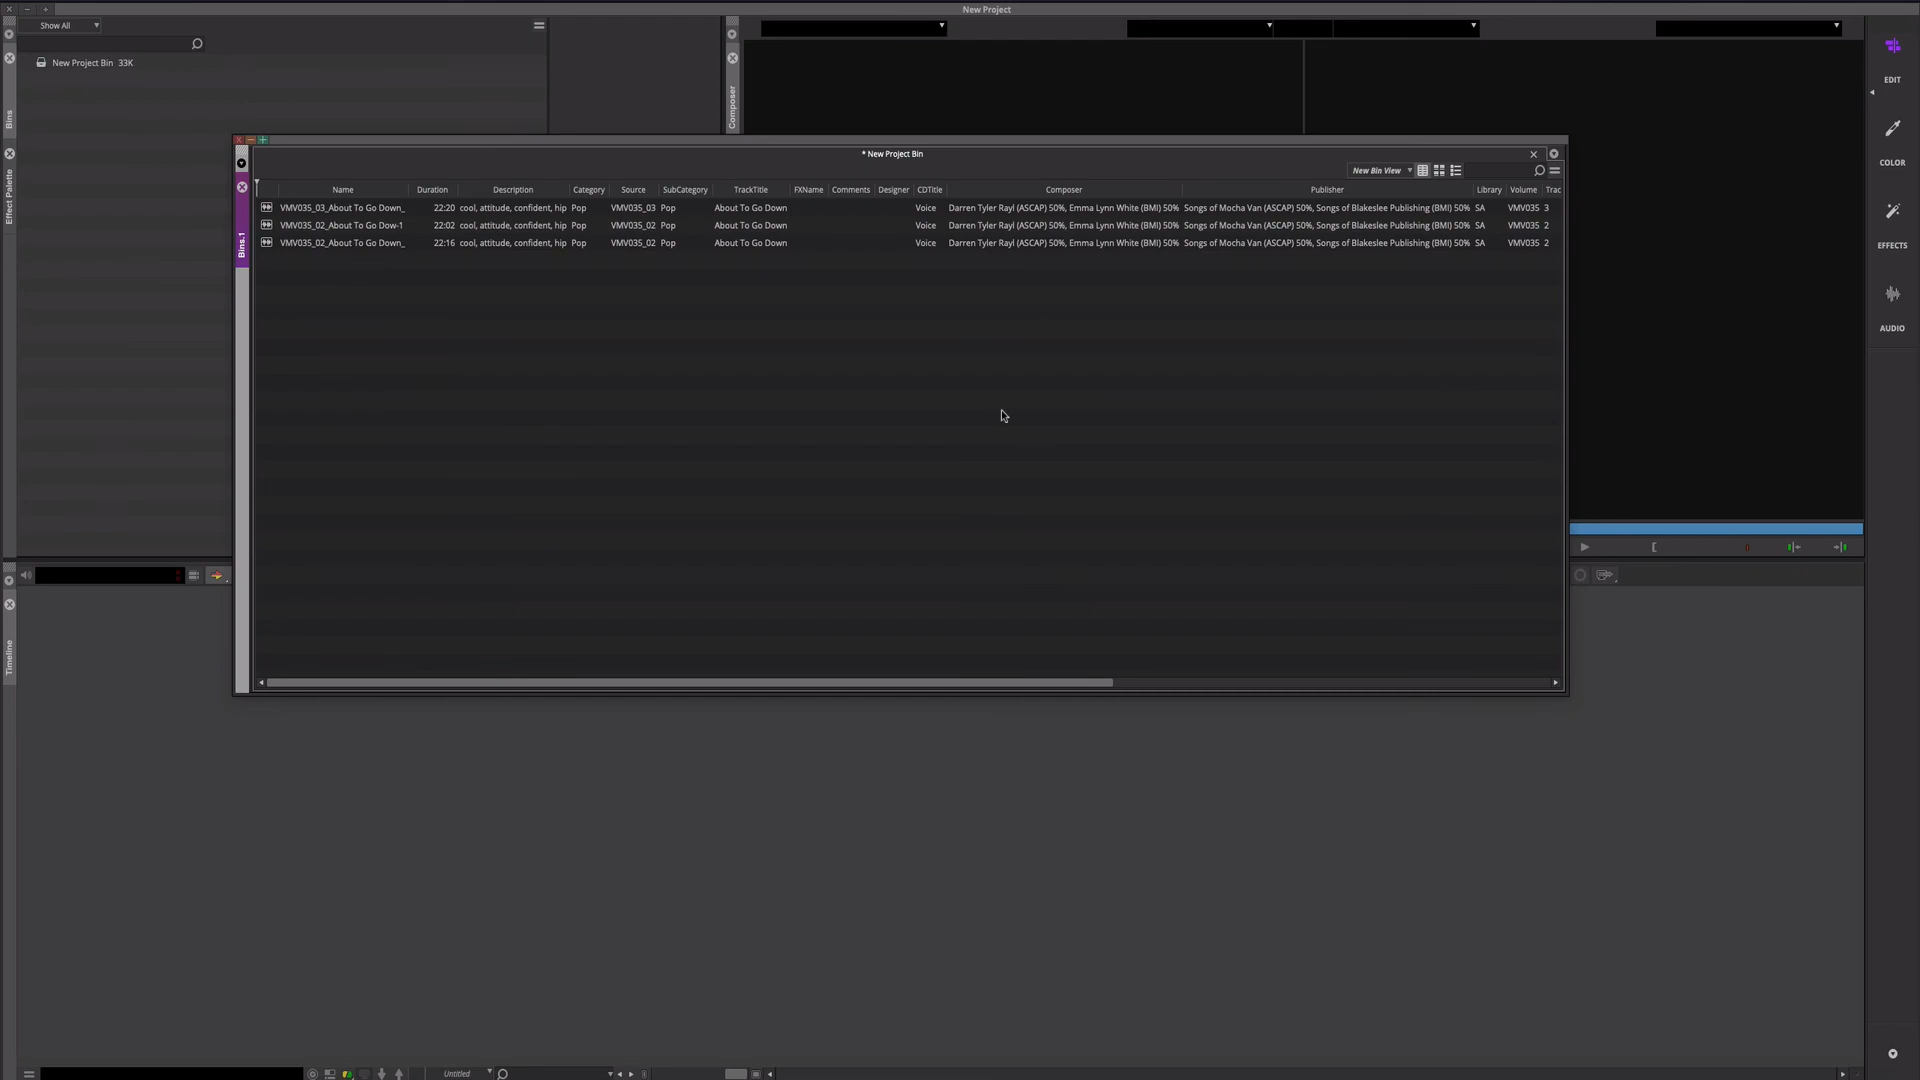 New Project
Show All
New Project Bin 33K
Bins
Effect Palette
Composer
EDIT
COLOR
EFFECTS
AUDIO
* New Project Bin
New Bin View
Bins.1
Name Duration Description Category Source SubCategory TrackTitle FXName Comments Designer CDTitle Composer Publisher Library Volume Trac
VMV035_03_About To Go Down_ 22:20 cool, attitude, confident, hip Pop VMV035_03 Pop About To Go Down Voice Darren Tyler Rayl (ASCAP) 50%, Emma Lynn White (BMI) 50% Songs of Mocha Van (ASCAP) 50%, Songs of Blakeslee Publishing (BMI) 50% SA VMV035 3
VMV035_02_About To Go Dow-1 22:02 cool, attitude, confident, hip Pop VMV035_02 Pop About To Go Down Voice Darren Tyler Rayl (ASCAP) 50%, Emma Lynn White (BMI) 50% Songs of Mocha Van (ASCAP) 50%, Songs of Blakeslee Publishing (BMI) 50% SA VMV035 2
VMV035_02_About To Go Down_ 22:16 cool, attitude, confident, hip Pop VMV035_02 Pop About To Go Down Voice Darren Tyler Rayl (ASCAP) 50%, Emma Lynn White (BMI) 50% Songs of Mocha Van (ASCAP) 50%, Songs of Blakeslee Publishing (BMI) 50% SA VMV035 2
Timeline
Untitled